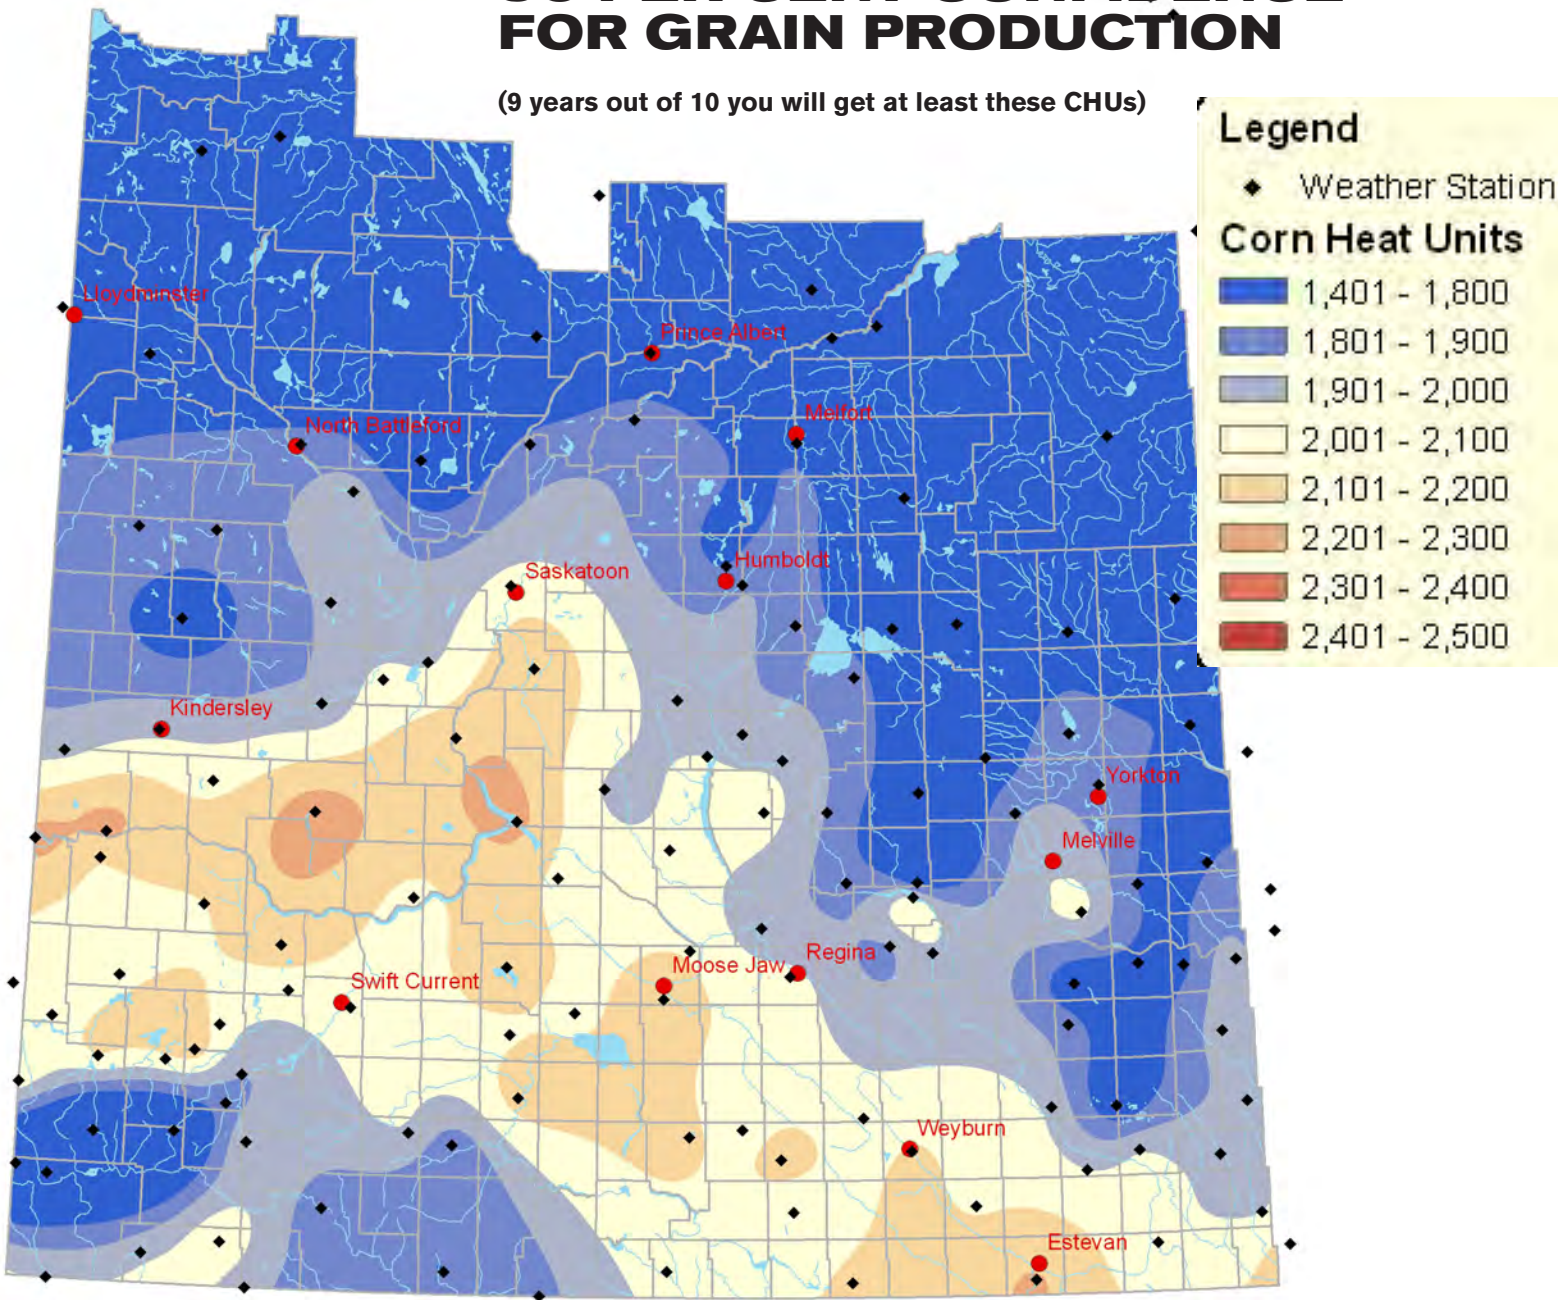 FOR GRAIN PRODUCTION
(9 years out of 10 you will get at least these CHUs)
Legend
Weather Station
Corn Heat Units
1,401 - 1,800
1,801 - 1,900
1,901 - 2,000
2,001 - 2,100
2,101 - 2,200
2,201 - 2,300
2,301 - 2,400
2,401 - 2,500
Lloydminster
Prince Albert
North Battleford
Melfort
Humboldt
Saskatoon
Kindersley
Yorkton
Melville
Regina
Moose Jaw
Swift Current
Weyburn
Estevan